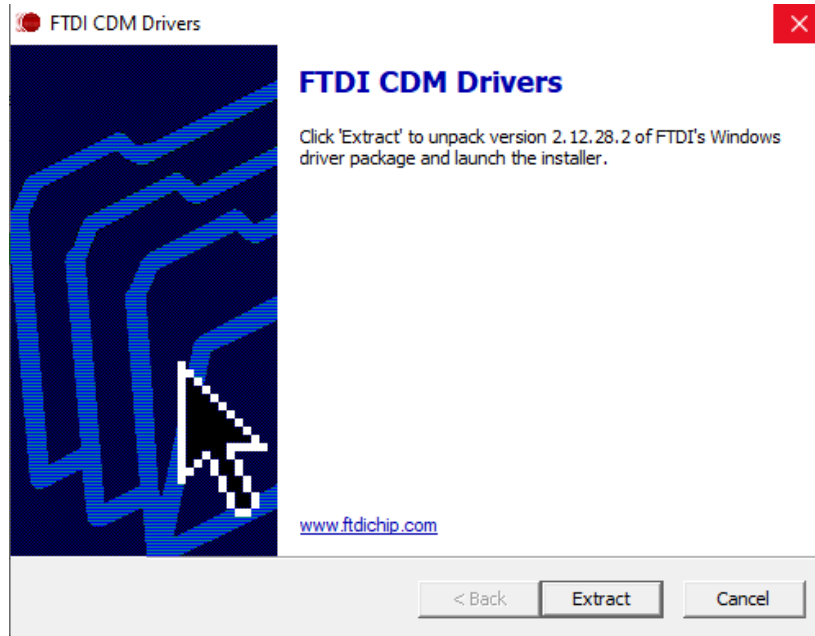 FTDI CDM Drivers
FTDI CDM Drivers
Click 'Extract' to unpack version 2.12.28.2 of FTDI's Windows
driver package and launch the installer.
www.ftdichip.com
< Back
Extract
Cancel